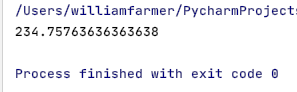 /Users/williamfarmer/PycharmProjects
234.75763636363638
Process finished with exit code 0